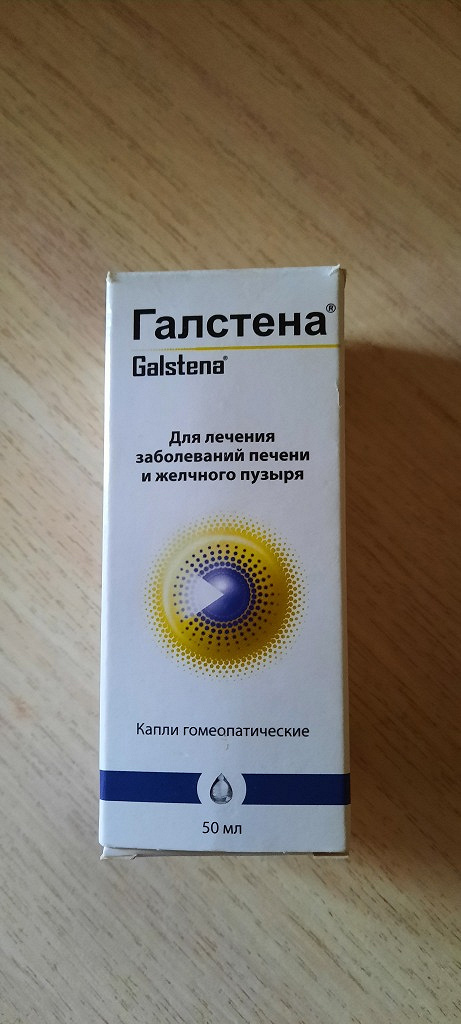 Галстена®
Galstena®
Для лечения
заболеваний печени
и желчного пузыря
Капли гомеопатические
50 мл